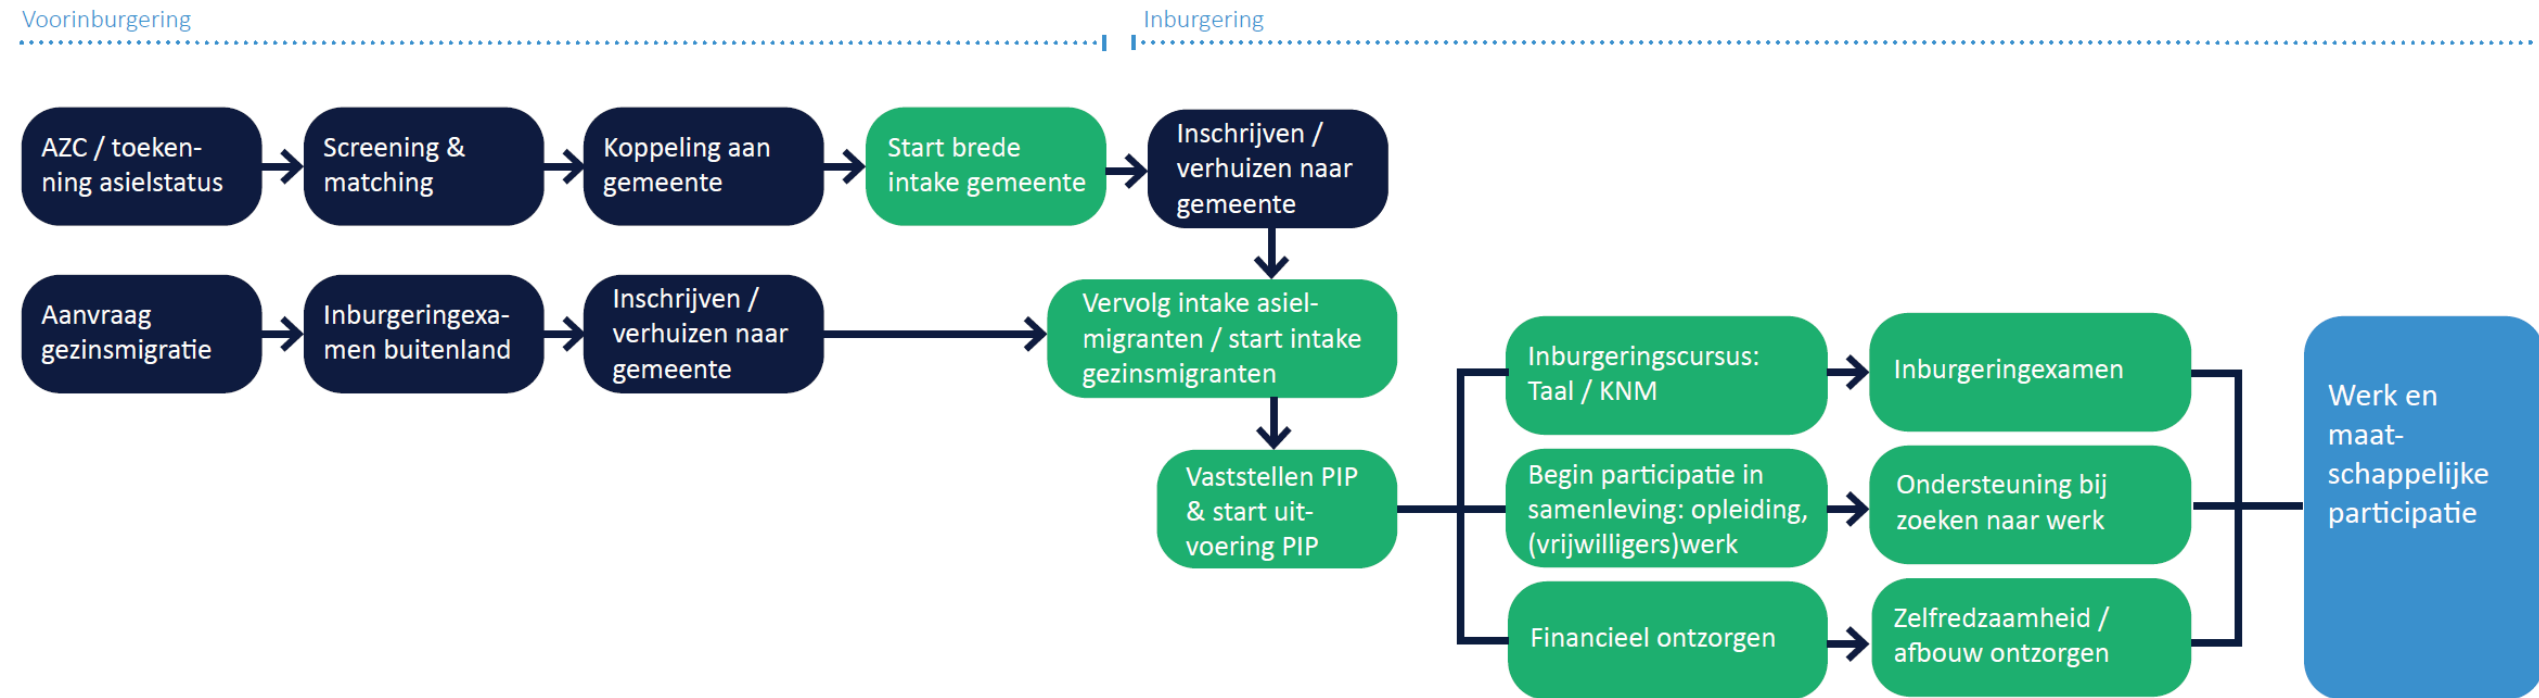 Voorinburgering
Inburgering
AZC / toeken-
ning asielstatus
Screening &
matching
Koppeling aan
gemeente
Start brede
intake gemeente
Inschrijven /
verhuizen naar
gemeente
Aanvraag
gezinsmigratie
Inburgeringexa-
men buitenland
Inschrijven /
verhuizen naar
gemeente
Vervolg intake asiel-
migranten / start intake
gezinsmigranten
Vaststellen PIP
& start uit-
voering PIP
Inburgeringscursus:
Taal / KNM
Inburgeringexamen
Begin participatie in
samenleving: opleiding,
(vrijwilligers)werk
Ondersteuning bij
zoeken naar werk
Financieel ontzorgen
Zelfredzaamheid /
afbouw ontzorgen
Werk en
maat-
schappelijke
participatie